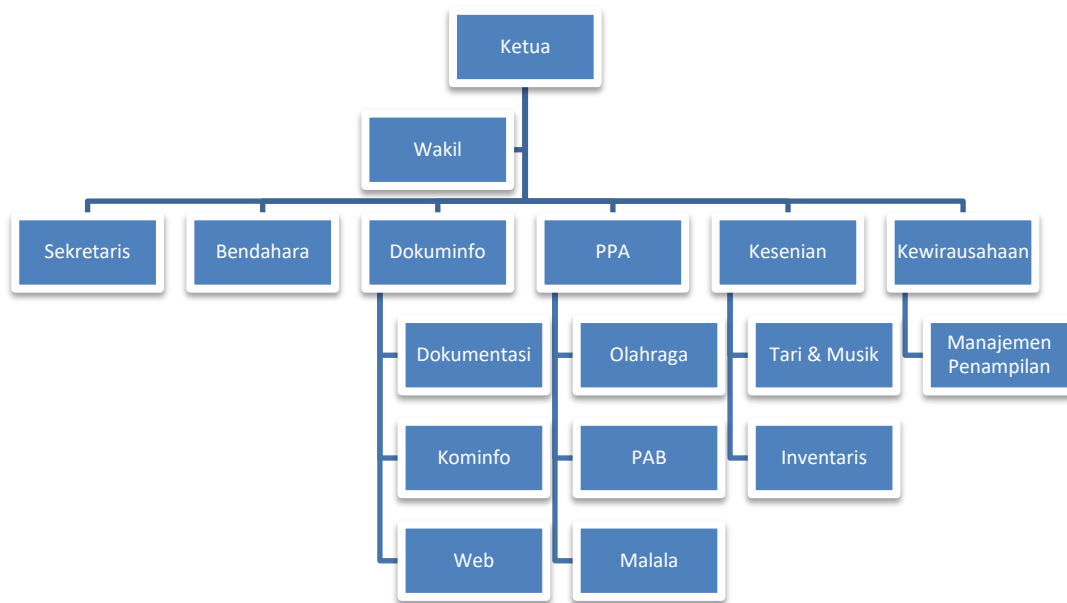 Ketua
Wakil
Sekretaris
Bendahara
Dokuminfo
PPA
Kesenian
Kewirausahaan
Dokumentasi
Olahraga
Tari & Musik
Manajemen
Penampilan
Kominfo
PAB
Inventaris
Web
Malala